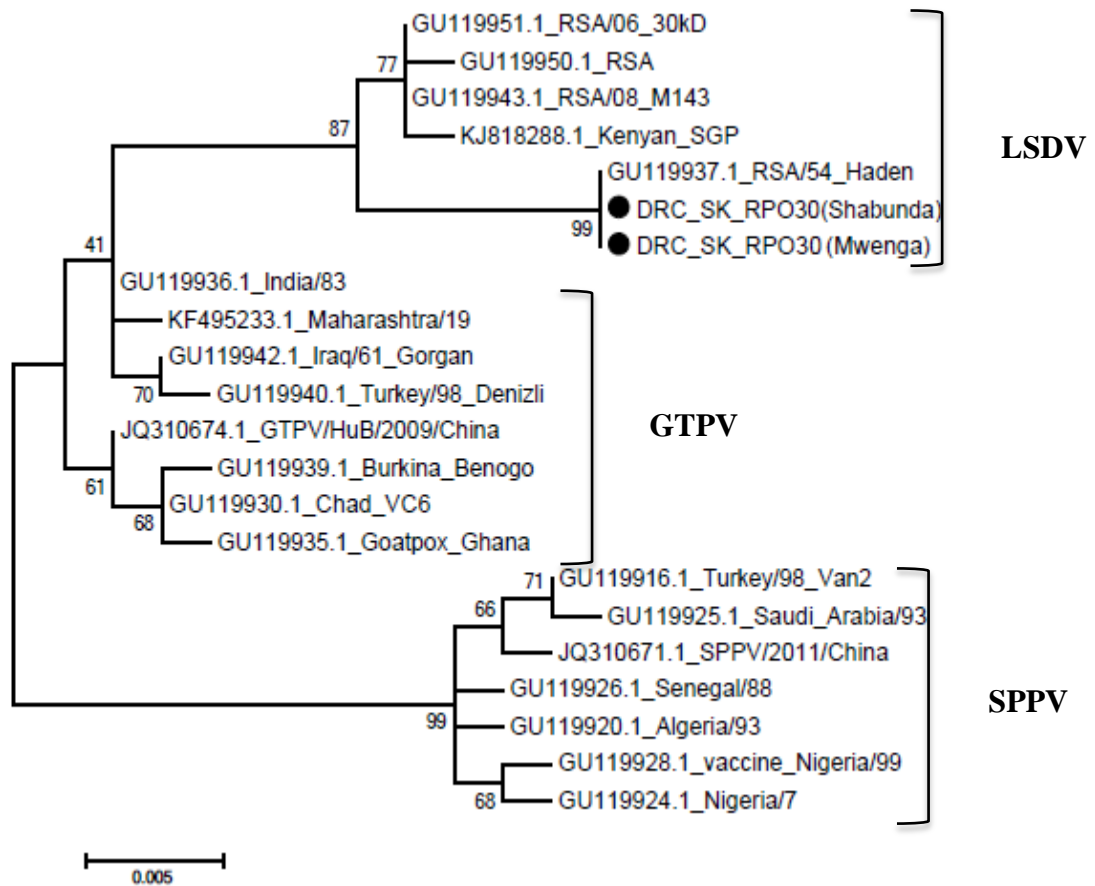 GU119951.1_RSA/06_30kD
GU119950.1_RSA
77
GU119943.1_RSA/08_M143
87
KJ818288.1_Kenyan_SGP
LSDV
GU119937.1_RSA/54_Haden
DRC_SK_RPO30(Shabunda)
99
DRC_SK_RPO30 (Mwenga)
41
GU119936.1_India/83
KF495233.1_Maharashtra/19
GU119942.1_Iraq/61_Gorgan
70
GU119940.1_Turkey/98_Denizli
GTPV
JQ310674.1_GTPV/HuB/2009/China
GU119939.1_Burkina_Benogo
61
GU119930.1_Chad_VC6
68
GU119935.1_Goatpox_Ghana
71
GU119916.1_Turkey/98_Van2
66
GU119925.1_Saudi_Arabia/93
JQ310671.1_SPPV/2011/China
GU119926.1_Senegal/88
SPPV
99
GU119920.1_Algeria/93
GU119928.1_vaccine_Nigeria/99
68
GU119924.1_Nigeria/7
0.005